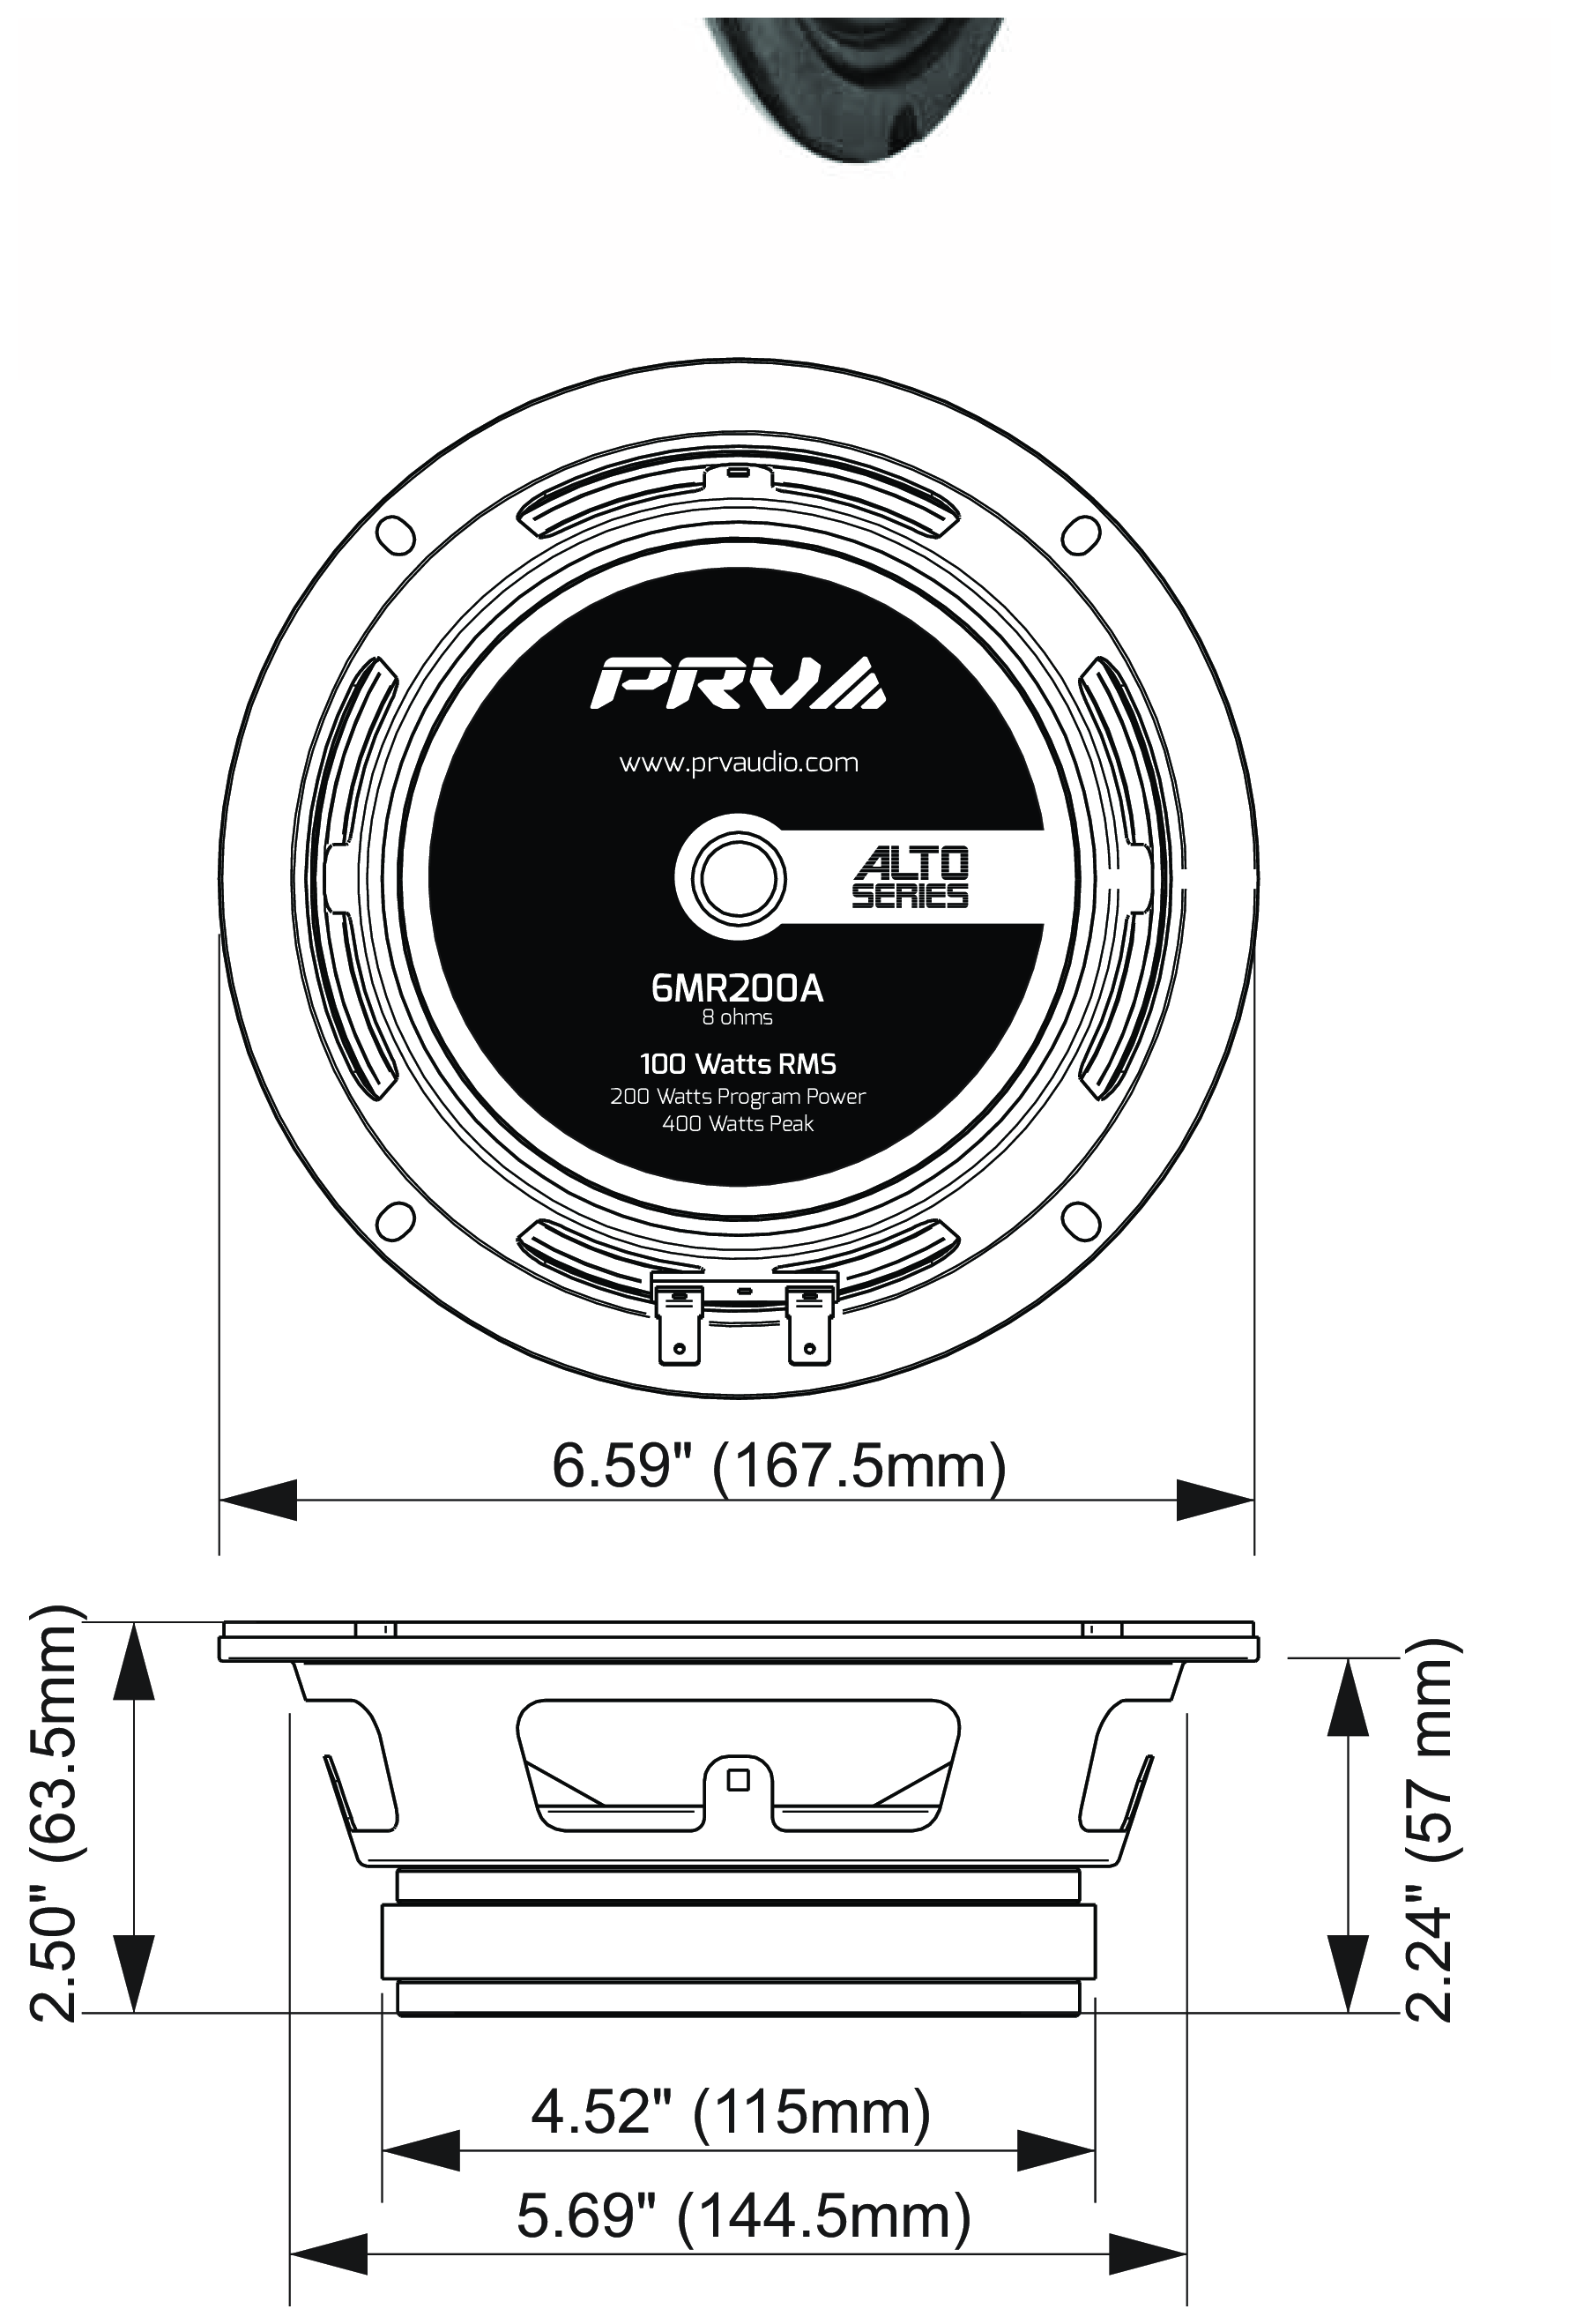 PRV
www.prvaudio.com
ALTO
SERIES
6MR200A
8 ohms
100 Watts RMS
200 Watts Program Power
400 Watts Peak
6.59" (167.5mm)
2.50" (63.5mm)
2.24" (57 mm)
4.52" (115mm)
5.69" (144.5mm)